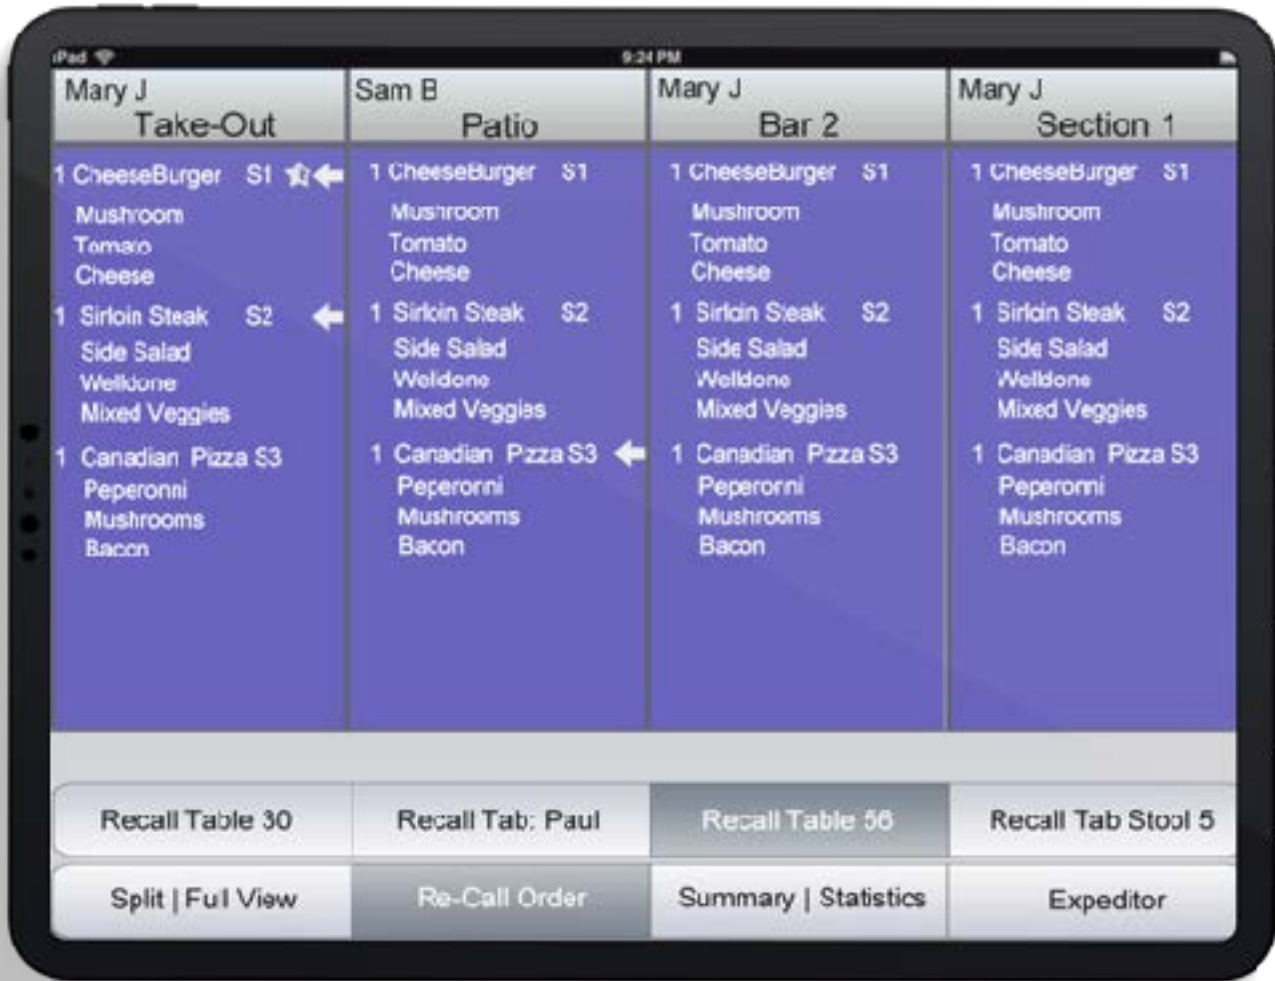 iPad 9:24 PM
Mary J
Take-Out
1 CheeseBurger S1
Mushroom
Tomato
Cheese
1 Sirloin Steak S2
Side Salad
Welldone
Mixed Veggies
1 Canadian Pizza S3
Peperonni
Mushrooms
Bacon
Sam B
Patio
1 CheeseBurger S1
Mushroom
Tomato
Cheese
1 Sirloin Steak S2
Side Salad
Welldone
Mixed Veggies
1 Canadian Pizza S3
Peperonni
Mushrooms
Bacon
Mary J
Bar 2
1 CheeseBurger S1
Mushroom
Tomato
Cheese
1 Sirloin Steak S2
Side Salad
Welldone
Mixed Veggies
1 Canadian Pizza S3
Peperonni
Mushrooms
Bacon
Mary J
Section 1
1 CheeseBurger S1
Mushroom
Tomato
Cheese
1 Sirloin Steak S2
Side Salad
Welldone
Mixed Veggies
1 Canadian Pizza S3
Peperonni
Mushrooms
Bacon
Recall Table 30
Recall Tab: Paul
Recall Table 56
Recall Tab Stool 5
Split | Full View
Re-Call Order
Summary | Statistics
Expeditor